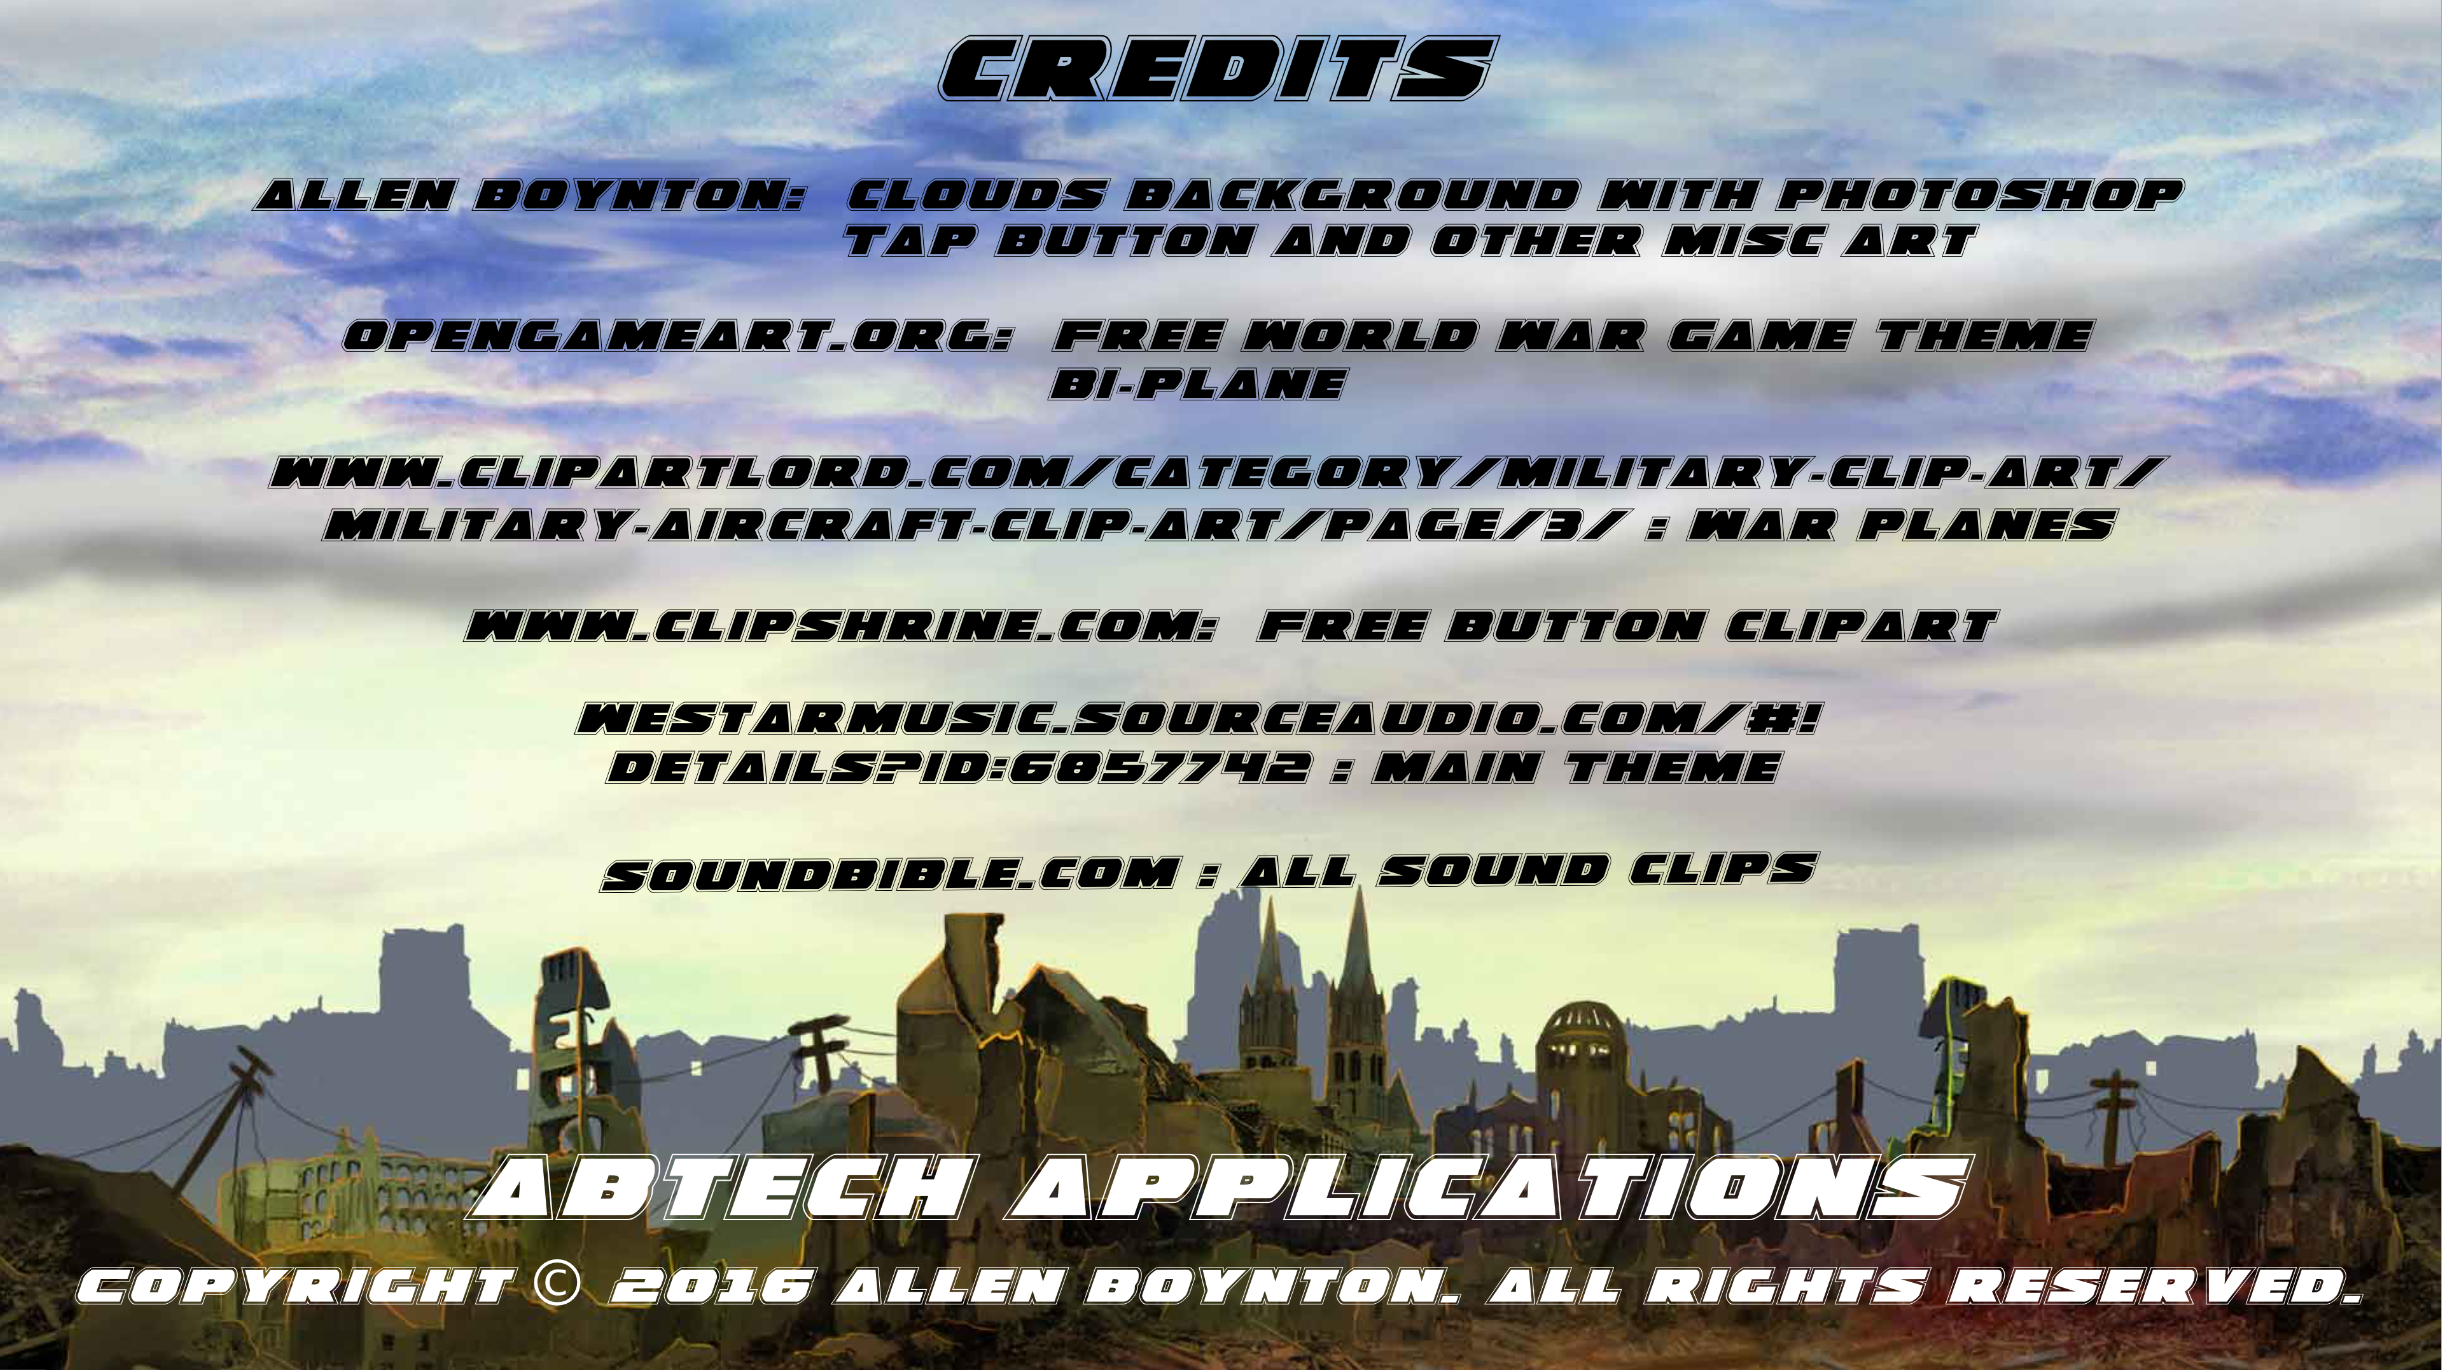 CREDITS
ALLEN BOYNTON: CLOUDS BACKGROUND WITH PHOTOSHOP
TAP BUTTON AND OTHER MISC ART
OPENGAMEART.ORG: FREE WORLD WAR GAME THEME
BI-PLANE
WWW.CLIPARTLORD.COM/CATEGORY/MILITARY-CLIP-ART/
MILITARY-AIRCRAFT-CLIP-ART/PAGE/3/ : WAR PLANES
WWW.CLIPSHRINE.COM: FREE BUTTON CLIPART
WESTARMUSIC.SOURCEAUDIO.COM/#!
DETAILS?ID:6857742 : MAIN THEME
SOUNDBIBLE.COM : ALL SOUND CLIPS
ABTECH APPLICATIONS
COPYRIGHT © 2016 ALLEN BOYNTON. ALL RIGHTS RESERVED.